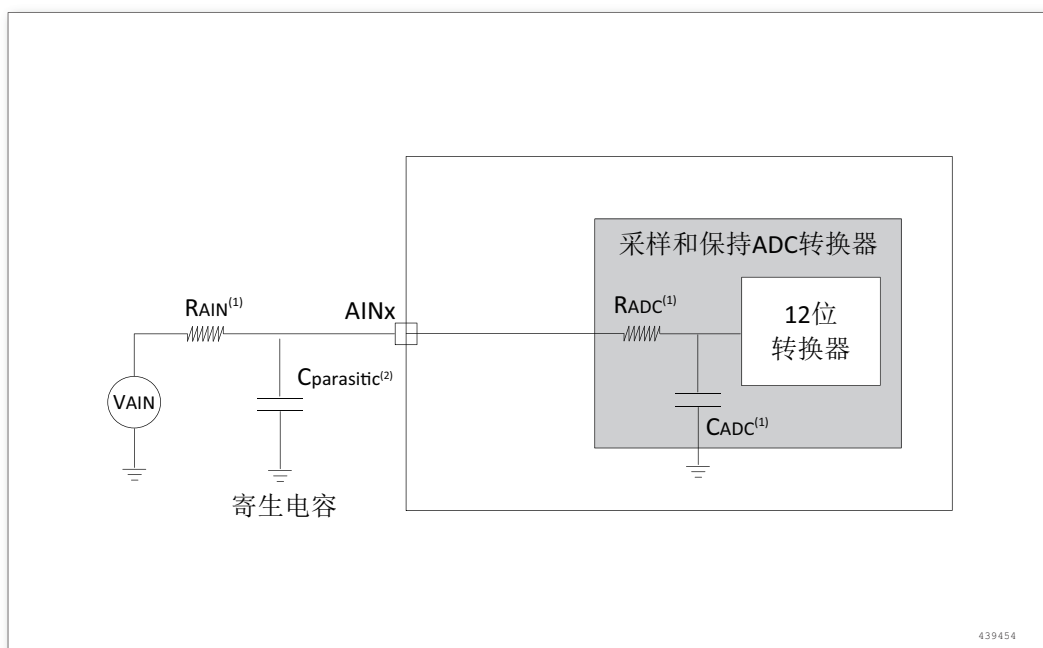 采样和保持ADC转换器
RAIN(1)
AINx
RADC(1)
12位
转换器
Cparasitic(2)
VAIN
CADC(1)
寄生电容
439454